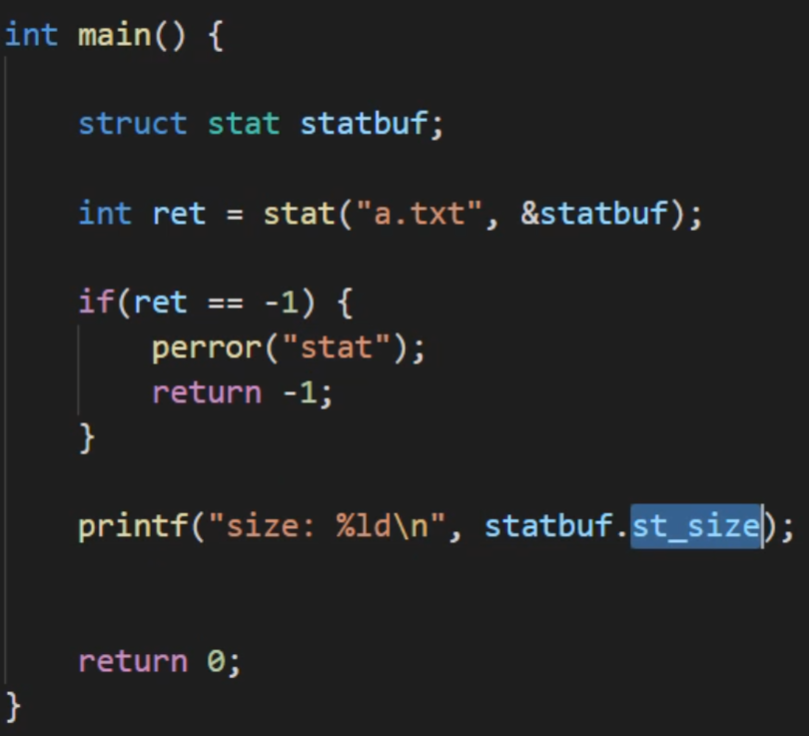 int main() {
struct stat statbuf;
int ret = stat("a.txt", &statbuf);
if(ret == -1) {
perror("stat");
return -1;
}
printf("size: %ld\n", statbuf.st_size);
return 0;
}